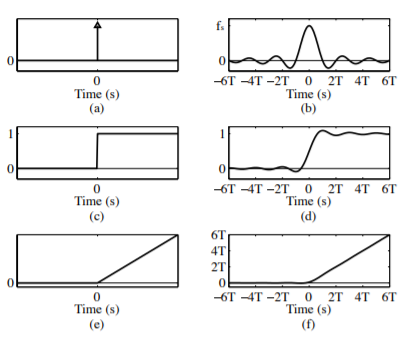 0
0
Time (s)
(a)
fₛ
0
−6T −4T −2T 0 2T 4T 6T
Time (s)
(b)
1
0
0
Time (s)
(c)
1
0
−6T −4T −2T 0 2T 4T 6T
Time (s)
(d)
0
0
Time (s)
(e)
6T
4T
2T
0
−6T −4T −2T 0 2T 4T 6T
Time (s)
(f)